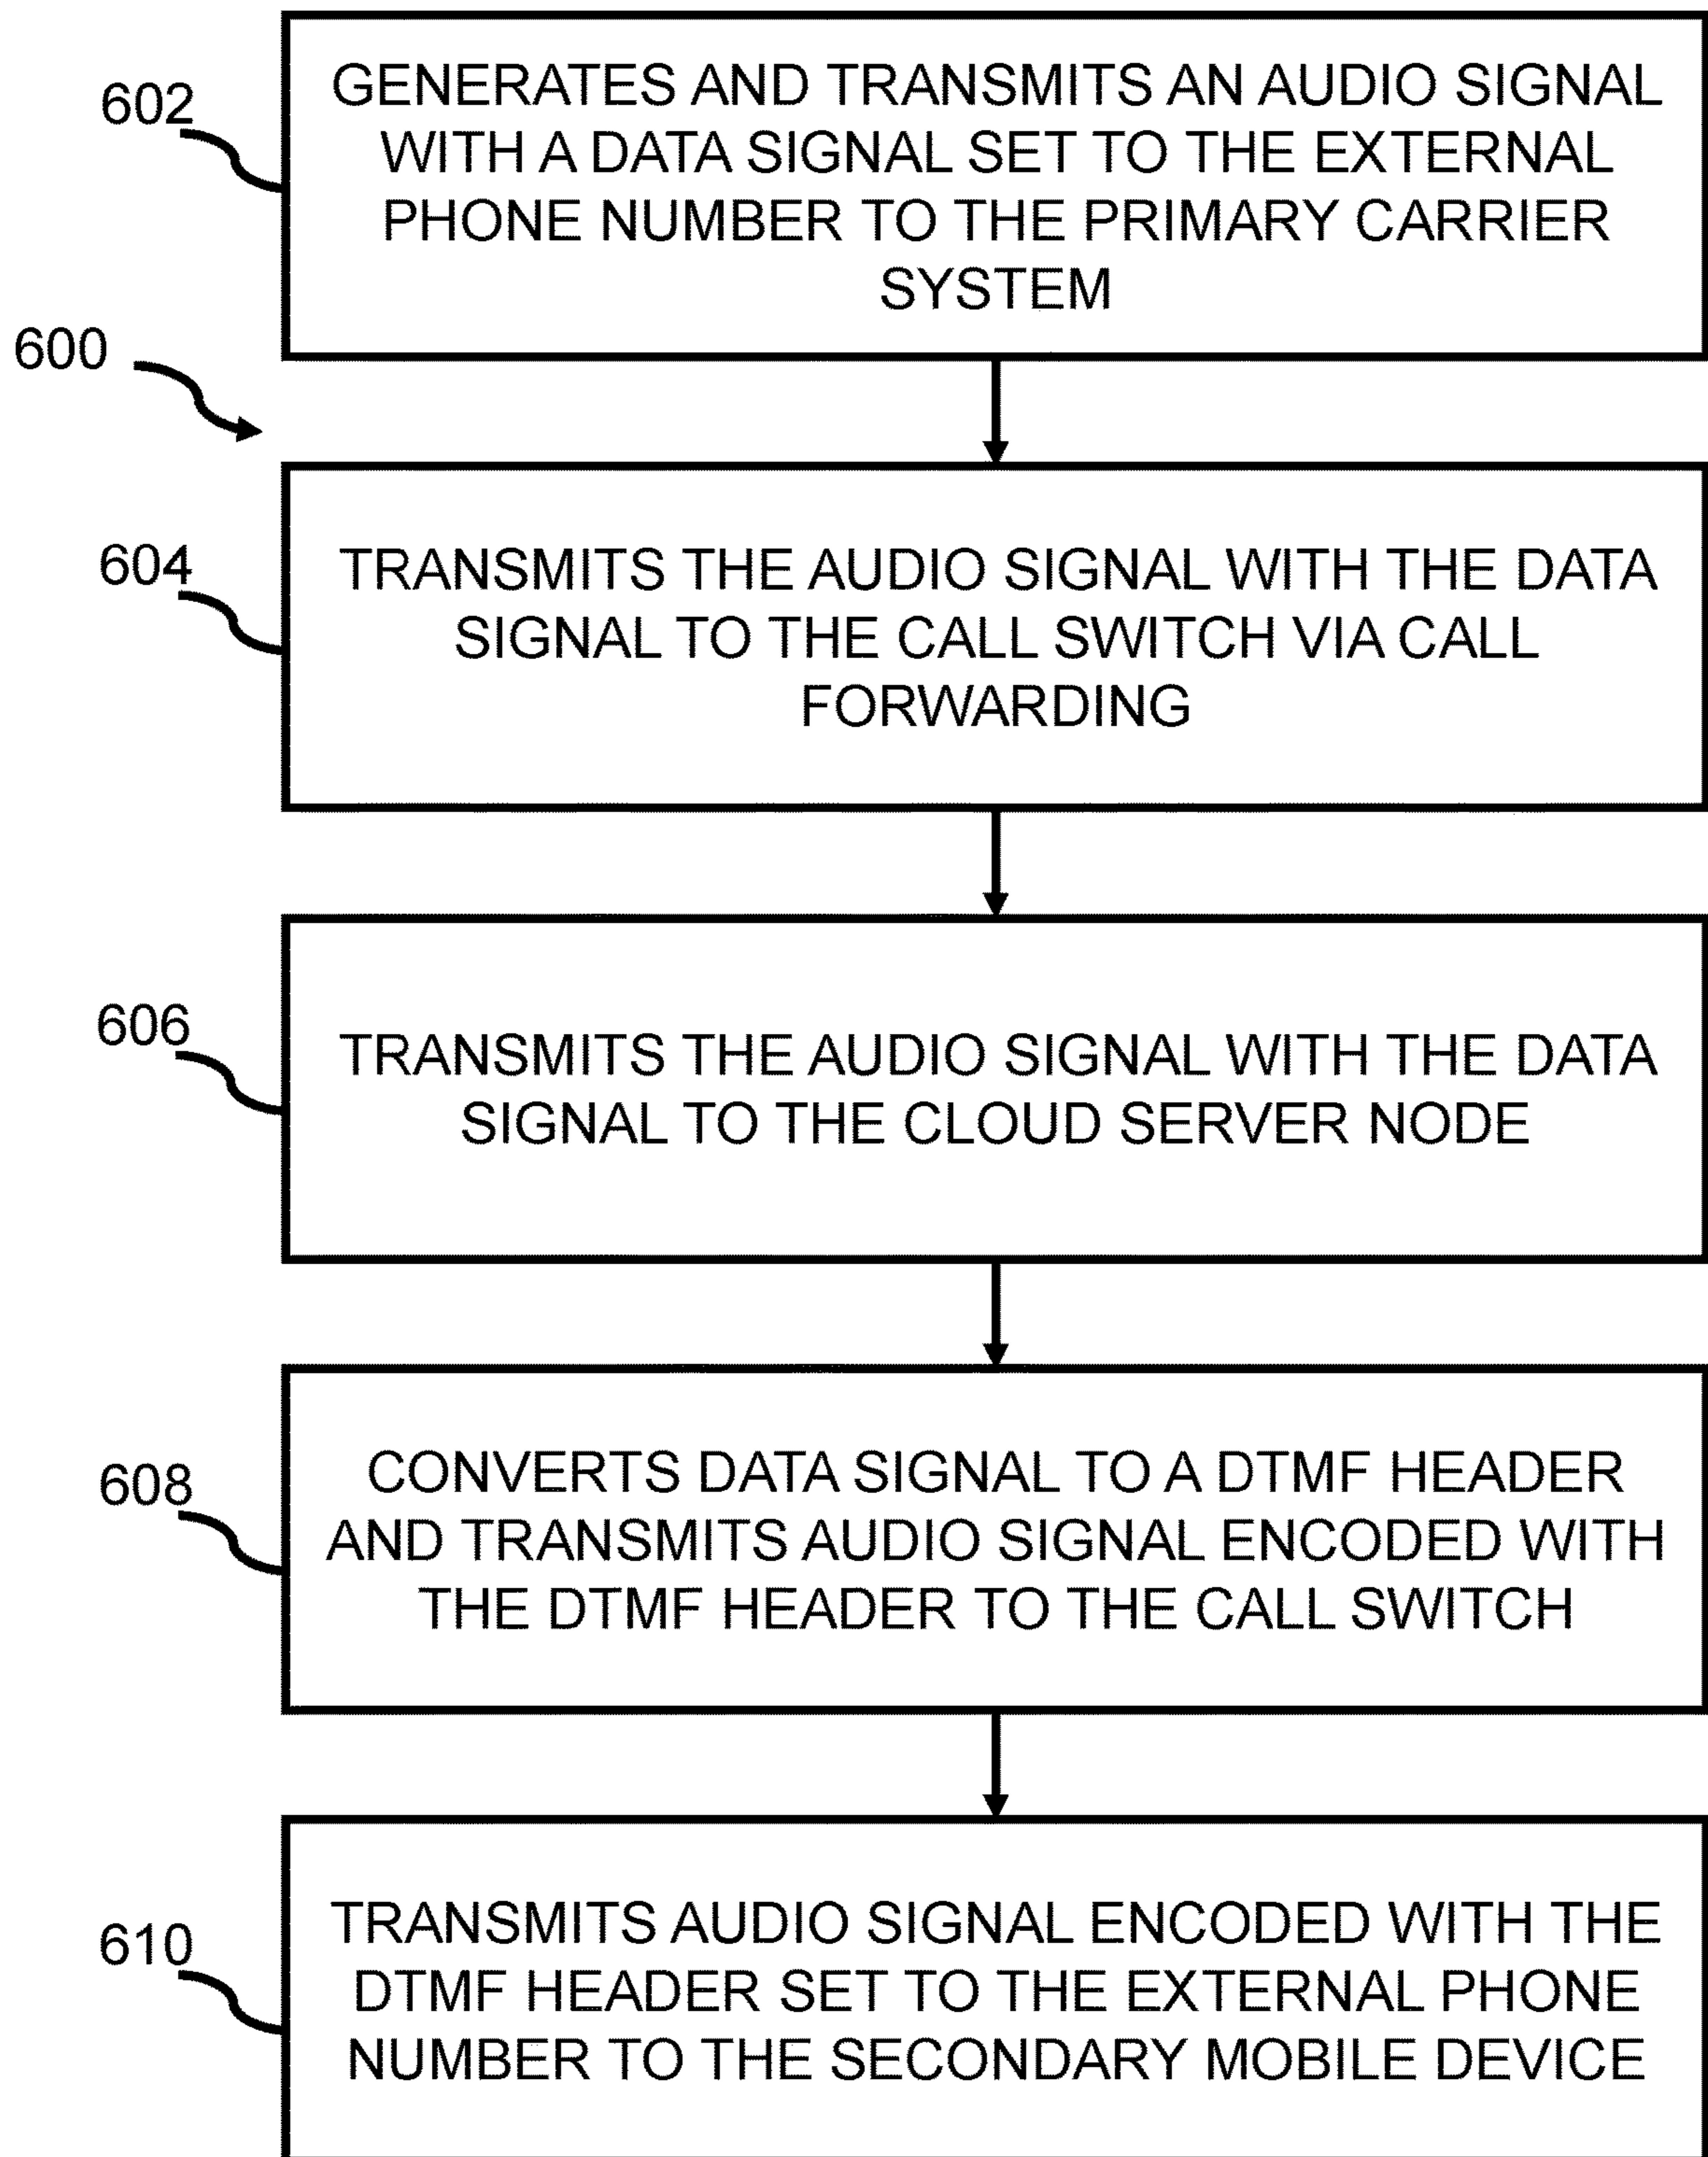 602
GENERATES AND TRANSMITS AN AUDIO SIGNAL
WITH A DATA SIGNAL SET TO THE EXTERNAL
PHONE NUMBER TO THE PRIMARY CARRIER
SYSTEM
600
604
TRANSMITS THE AUDIO SIGNAL WITH THE DATA
SIGNAL TO THE CALL SWITCH VIA CALL
FORWARDING
606
TRANSMITS THE AUDIO SIGNAL WITH THE DATA
SIGNAL TO THE CLOUD SERVER NODE
608
CONVERTS DATA SIGNAL TO A DTMF HEADER
AND TRANSMITS AUDIO SIGNAL ENCODED WITH
THE DTMF HEADER TO THE CALL SWITCH
610
TRANSMITS AUDIO SIGNAL ENCODED WITH THE
DTMF HEADER SET TO THE EXTERNAL PHONE
NUMBER TO THE SECONDARY MOBILE DEVICE